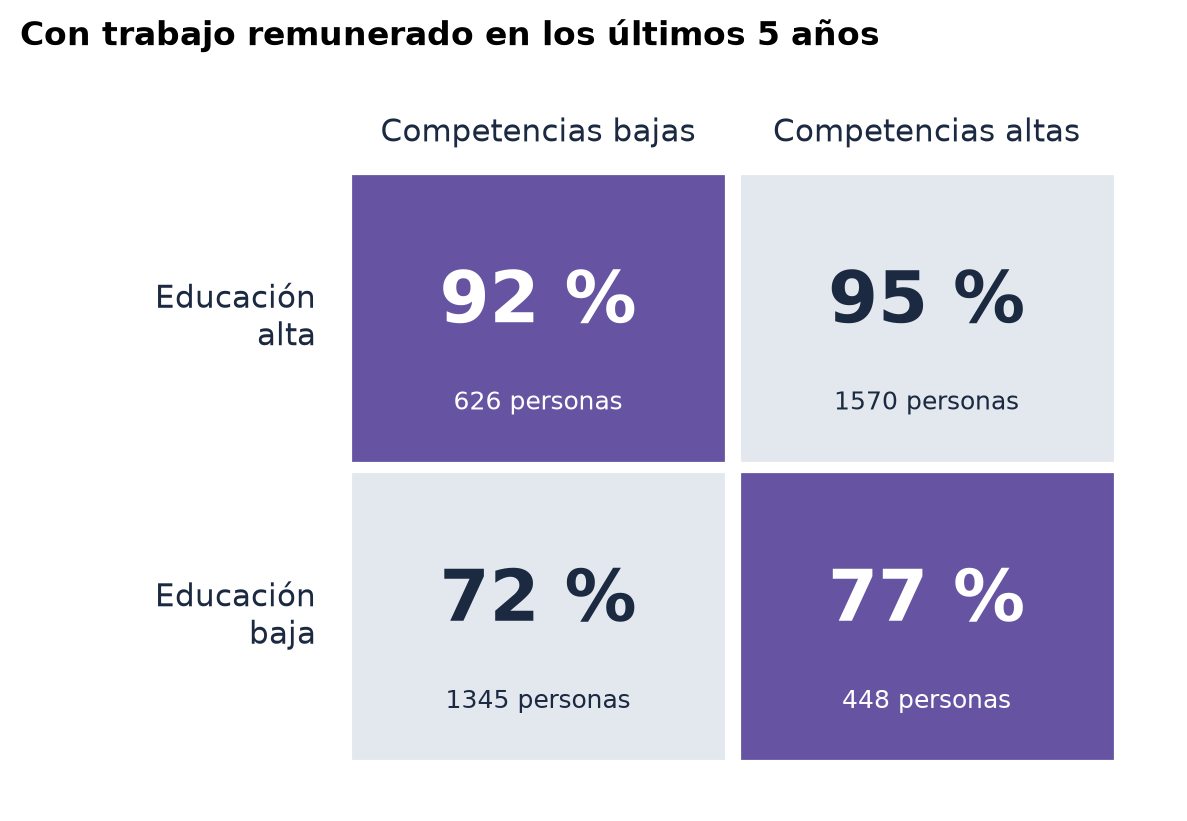 Con trabajo remunerado en los últimos 5 años
Competencias bajas
Competencias altas
Educación
alta
92 %
626 personas
95 %
1570 personas
Educación
baja
72 %
1345 personas
77 %
448 personas